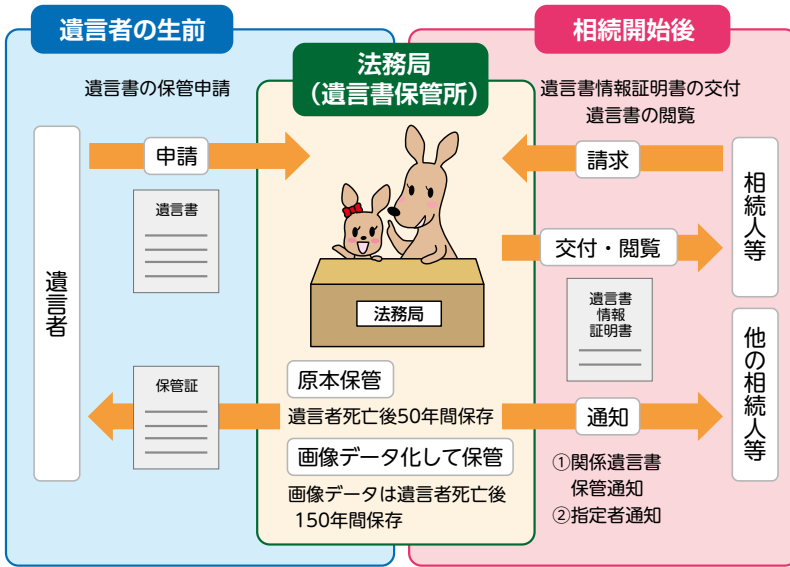 遺言者の生前
遺言書の保管申請
遺言者
申請
遺言書
保管証
法務局
（遺言書保管所）
法務局
原本保管
遺言者死亡後50年間保存
画像データ化して保管
画像データは遺言者死亡後
150年間保存
相続開始後
遺言書情報証明書の交付
遺言書の閲覧
請求
相続人等
交付・閲覧
遺言書
情報
証明書
通知
他の相続人等
①関係遺言書
保管通知
②指定者通知